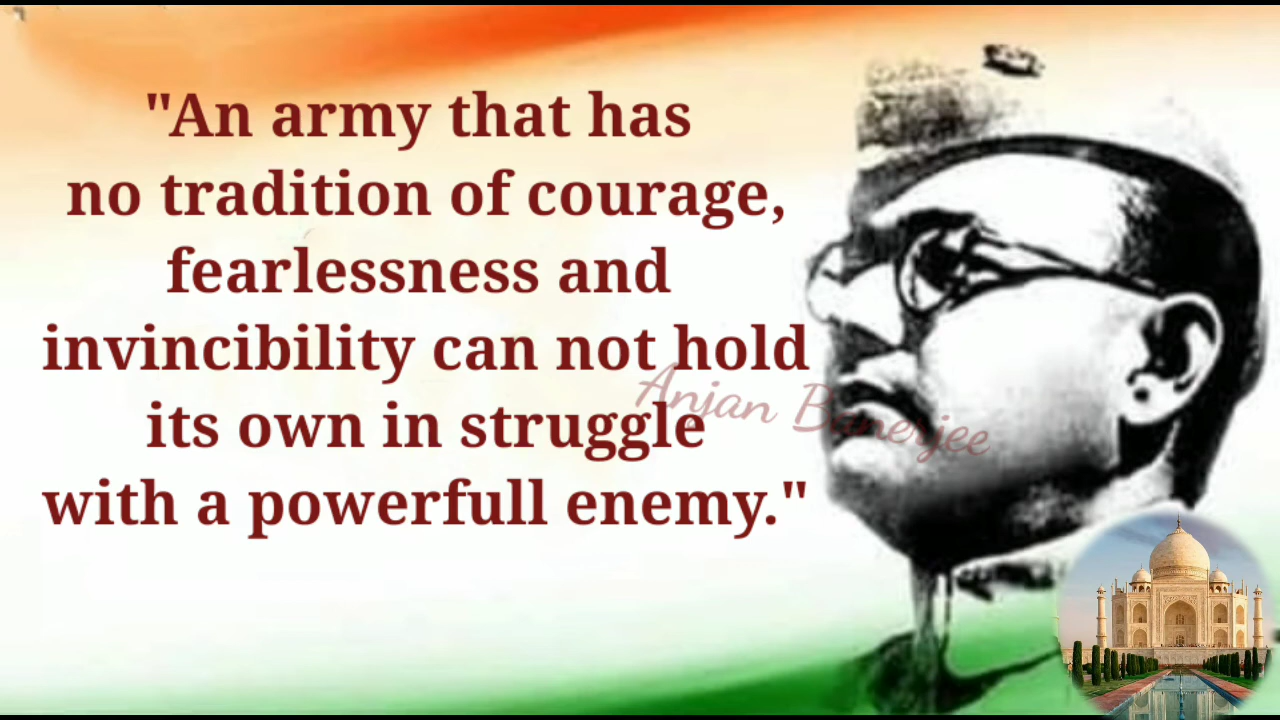 "An army that has
no tradition of courage,
fearlessness and
invincibility can not hold
its own in struggle
with a powerfull enemy."
Anjan Banerjee